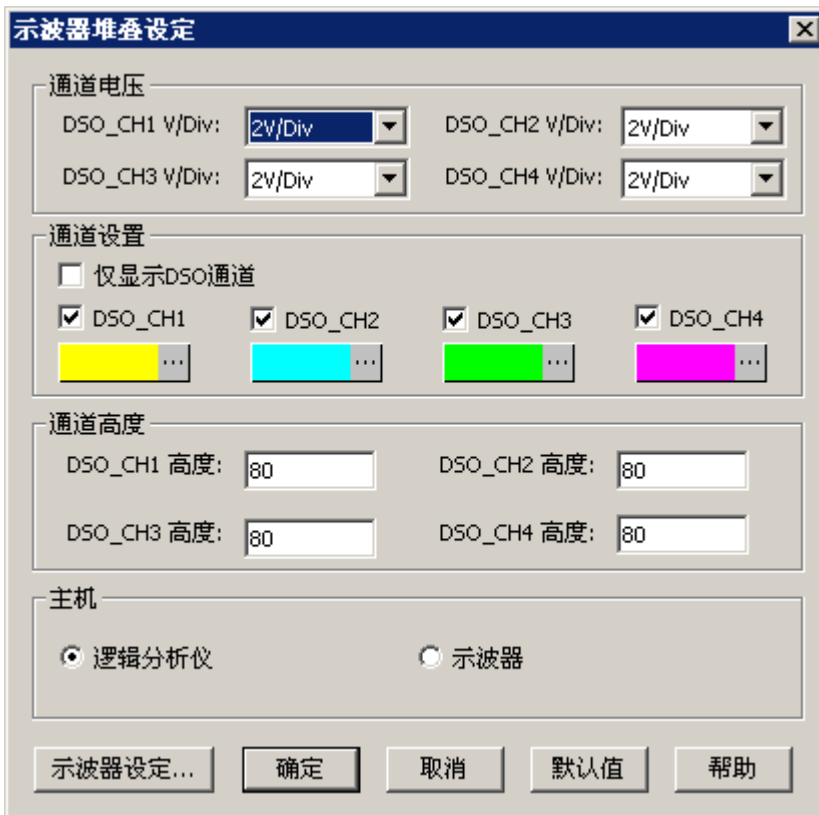 示波器堆叠设定
通道电压
DSO_CH1 V/Div: 2V/Div DSO_CH2 V/Div: 2V/Div
DSO_CH3 V/Div: 2V/Div DSO_CH4 V/Div: 2V/Div
通道设置
仅显示DSO通道
DSO_CH1 DSO_CH2 DSO_CH3 DSO_CH4
... ... ... ...
通道高度
DSO_CH1 高度: 80 DSO_CH2 高度: 80
DSO_CH3 高度: 80 DSO_CH4 高度: 80
主机
逻辑分析仪 示波器
示波器设定... 确定 取消 默认值 帮助